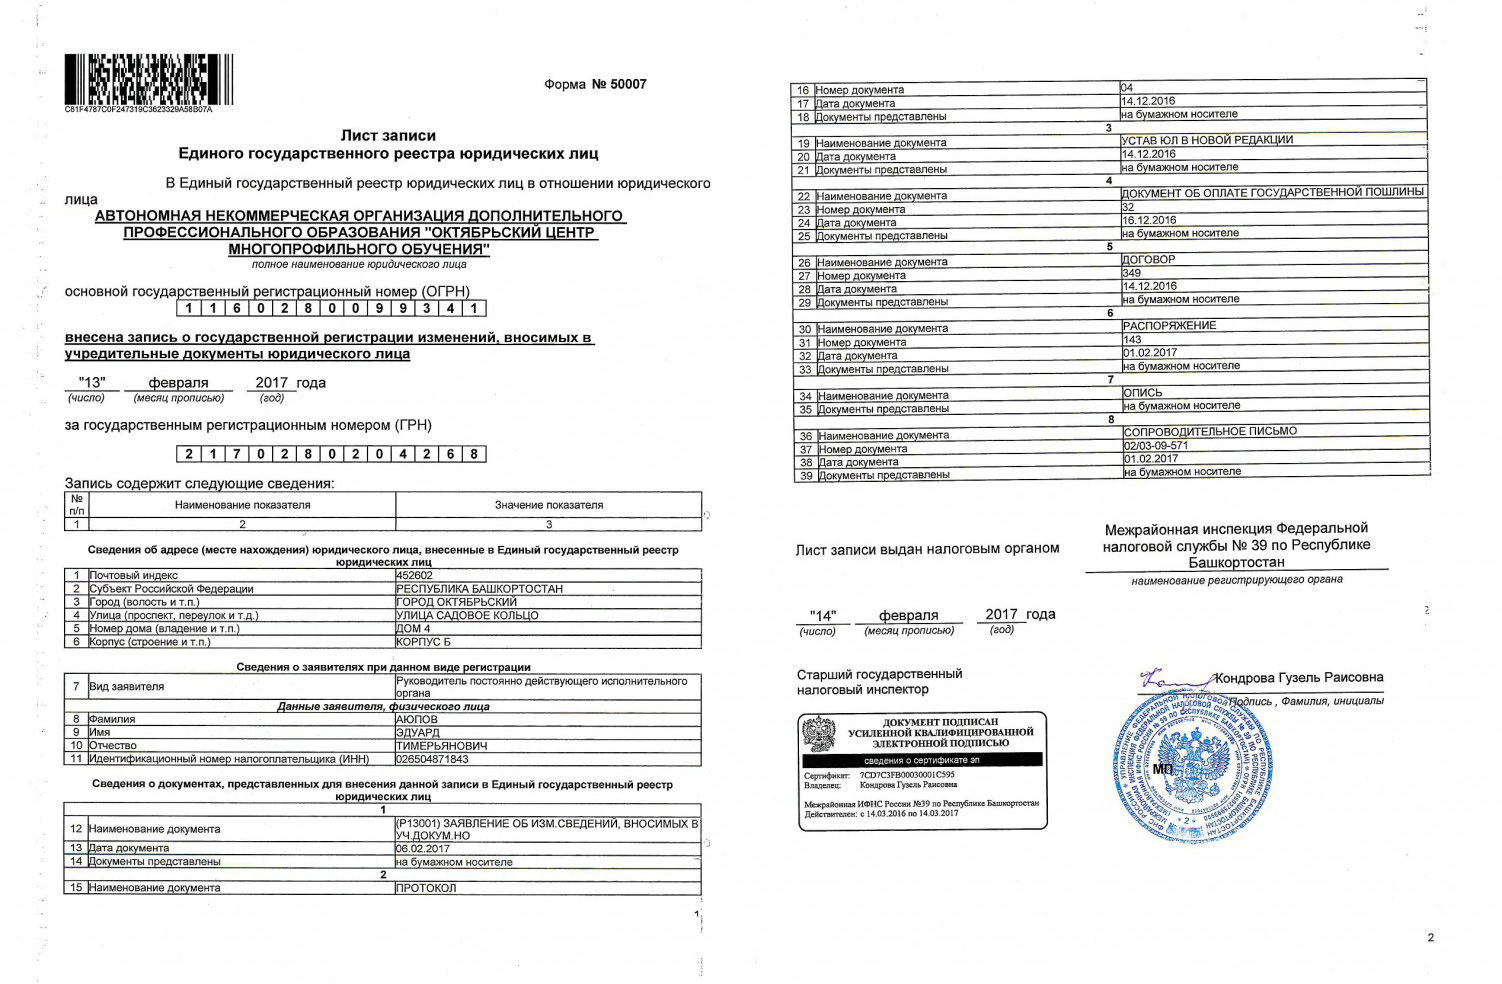 Форма № 50007
C81F4787C0F247319C3623329A58B07A
Лист записи
Единого государственного реестра юридических лиц
В Единый государственный реестр юридических лиц в отношении юридического
лица
АВТОНОМНАЯ НЕКОММЕРЧЕСКАЯ ОРГАНИЗАЦИЯ ДОПОЛНИТЕЛЬНОГО
ПРОФЕССИОНАЛЬНОГО ОБРАЗОВАНИЯ "ОКТЯБРЬСКИЙ ЦЕНТР
МНОГОПРОФИЛЬНОГО ОБУЧЕНИЯ"
полное наименование юридического лица
основной государственный регистрационный номер (ОГРН)
1 1 6 0 2 8 0 0 9 9 3 4 1
внесена запись о государственной регистрации изменений, вносимых в
учредительные документы юридического лица
"13" февраля 2017 года
(число) (месяц прописью) (год)
за государственным регистрационным номером (ГРН)
2 1 7 0 2 8 0 2 0 4 2 6 8
Запись содержит следующие сведения:
№ п/п Наименование показателя Значение показателя
1 2 3
Сведения об адресе (месте нахождения) юридического лица, внесенные в Единый государственный реестр
юридических лиц
1 Почтовый индекс 452602
2 Субъект Российской Федерации РЕСПУБЛИКА БАШКОРТОСТАН
3 Город (волость и т.п.) ГОРОД ОКТЯБРЬСКИЙ
4 Улица (проспект, переулок и т.д.) УЛИЦА САДОВОЕ КОЛЬЦО
5 Номер дома (владение и т.п.) ДОМ 4
6 Корпус (строение и т.п.) КОРПУС Б
Сведения о заявителях при данном виде регистрации
7 Вид заявителя Руководитель постоянно действующего исполнительного
органа
Данные заявителя, физического лица
8 Фамилия АЮПОВ
9 Имя ЭДУАРД
10 Отчество ТИМЕРЬЯНОВИЧ
11 Идентификационный номер налогоплательщика (ИНН) 026504871843
Сведения о документах, представленных для внесения данной записи в Единый государственный реестр
юридических лиц
1
12 Наименование документа (Р13001) ЗАЯВЛЕНИЕ ОБ ИЗМ.СВЕДЕНИЙ, ВНОСИМЫХ В
УЧ.ДОКУМ.НО
13 Дата документа 06.02.2017
14 Документы представлены на бумажном носителе
2
15 Наименование документа ПРОТОКОЛ
1
16 Номер документа 04
17 Дата документа 14.12.2016
18 Документы представлены на бумажном носителе
3
19 Наименование документа УСТАВ ЮЛ В НОВОЙ РЕДАКЦИИ
20 Дата документа 14.12.2016
21 Документы представлены на бумажном носителе
4
22 Наименование документа ДОКУМЕНТ ОБ ОПЛАТЕ ГОСУДАРСТВЕННОЙ ПОШЛИНЫ
23 Номер документа 32
24 Дата документа 16.12.2016
25 Документы представлены на бумажном носителе
5
26 Наименование документа ДОГОВОР
27 Номер документа 349
28 Дата документа 14.12.2016
29 Документы представлены на бумажном носителе
6
30 Наименование документа РАСПОРЯЖЕНИЕ
31 Номер документа 143
32 Дата документа 01.02.2017
33 Документы представлены на бумажном носителе
7
34 Наименование документа ОПИСЬ
35 Документы представлены на бумажном носителе
8
36 Наименование документа СОПРОВОДИТЕЛЬНОЕ ПИСЬМО
37 Номер документа 02/03-09-571
38 Дата документа 01.02.2017
39 Документы представлены на бумажном носителе
Лист записи выдан налоговым органом
Межрайонная инспекция Федеральной
налоговой службы № 39 по Республике
Башкортостан
наименование регистрирующего органа
"14" февраля 2017 года
(число) (месяц прописью) (год)
Старший государственный
налоговый инспектор
Кондрова Гузель Раисовна
Подпись , Фамилия, инициалы
МП
ДОКУМЕНТ ПОДПИСАН
УСИЛЕННОЙ КВАЛИФИЦИРОВАННОЙ
ЭЛЕКТРОННОЙ ПОДПИСЬЮ
сведения о сертификате эп
Сертификат: 7CD7C3FB00030001C595
Владелец: Кондрова Гузель Раисовна
Межрайонная ИФНС России №39 по Республике Башкортостан
Действителен: с 14.03.2016 по 14.03.2017
2